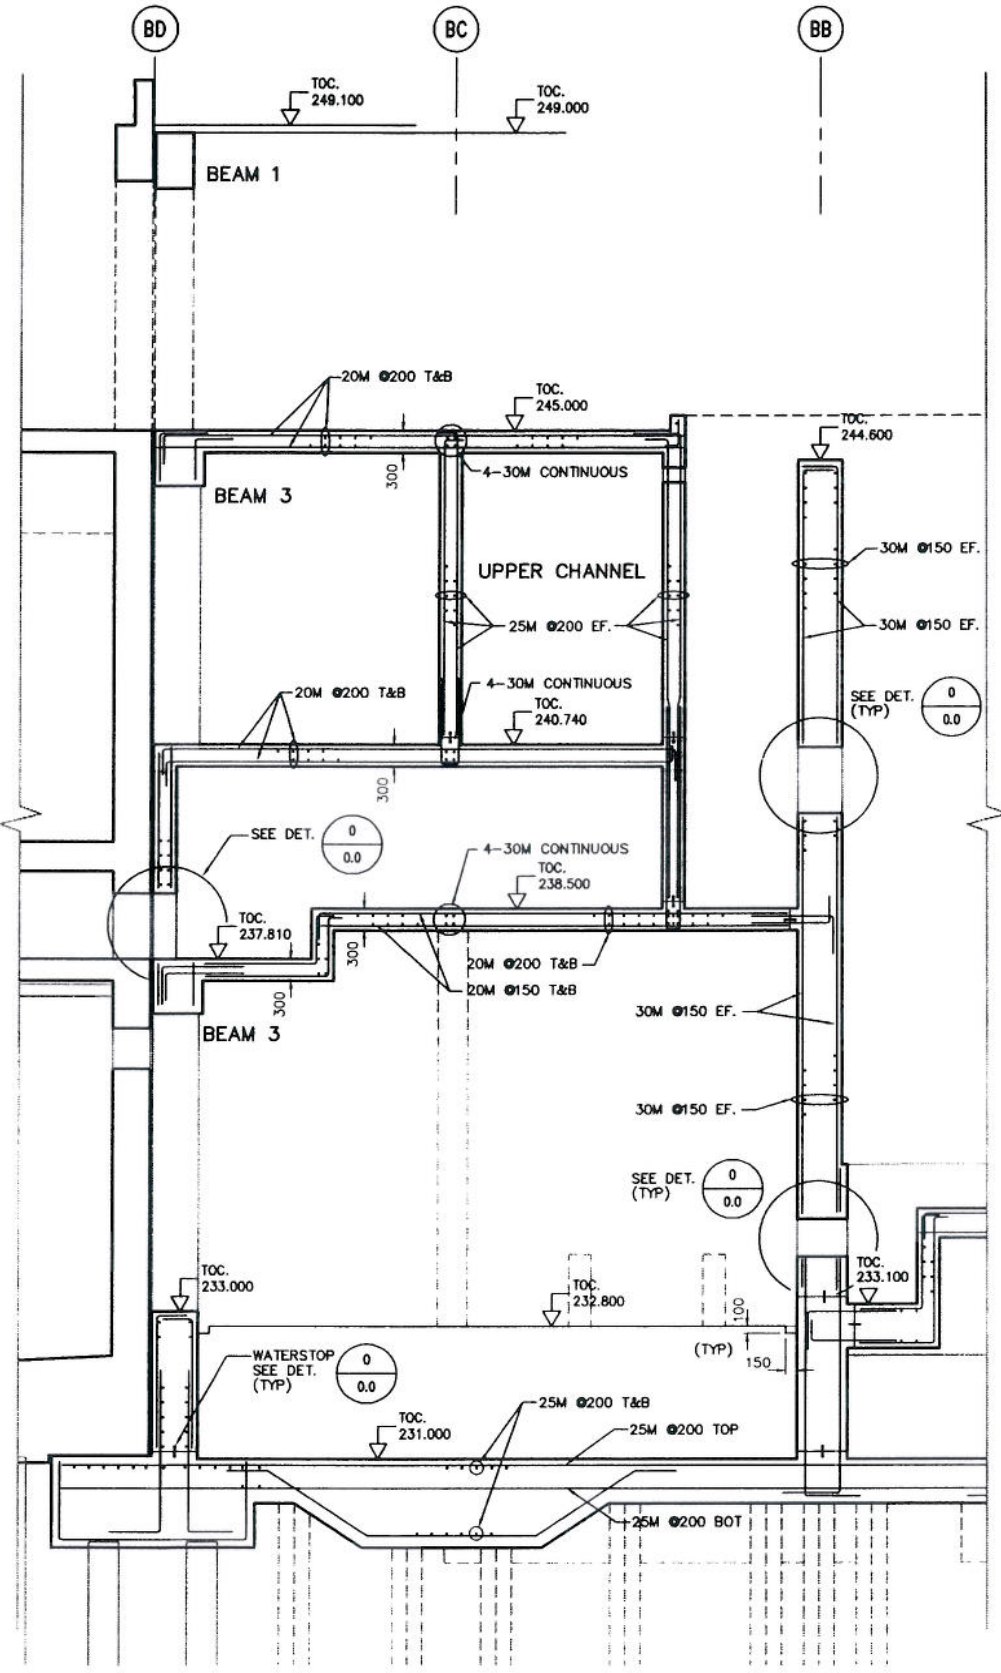 BD
BC
BB
TOC.
249.100
TOC.
249.000
BEAM 1
20M @200 T&B
TOC.
245.000
TOC.
244.600
300
4-30M CONTINUOUS
BEAM 3
30M @150 EF.
UPPER CHANNEL
25M @200 EF.
30M @150 EF.
4-30M CONTINUOUS
20M @200 T&B
TOC.
240.740
SEE DET.
(TYP)
0
0.0
300
SEE DET.
0
0.0
4-30M CONTINUOUS
TOC.
238.500
TOC.
237.810
300
20M @200 T&B
20M @150 T&B
300
30M @150 EF.
BEAM 3
30M @150 EF.
SEE DET.
(TYP)
0
0.0
TOC.
233.000
TOC.
232.800
TOC.
233.100
100
(TYP)
150
WATERSTOP
SEE DET.
(TYP)
0
0.0
25M @200 T&B
TOC.
231.000
25M @200 TOP
25M @200 BOT